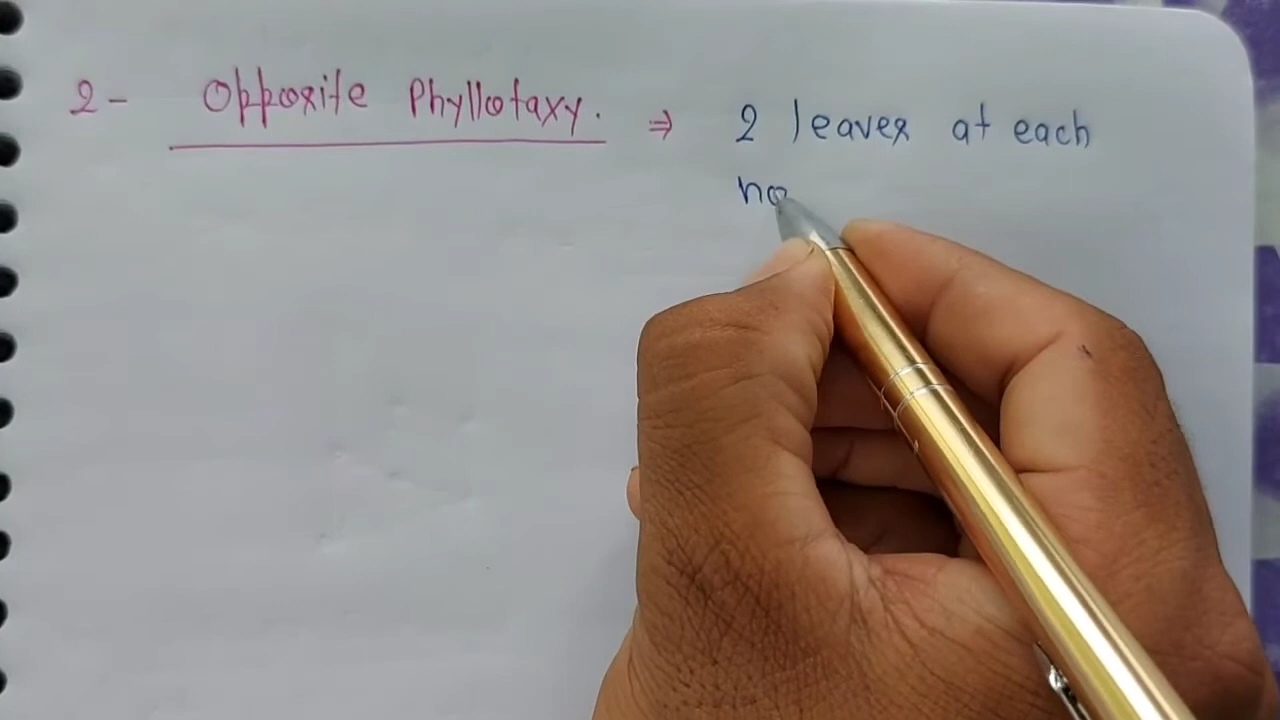 2- Opposite Phyllotaxy. ⇒ 2 leaves at each
no